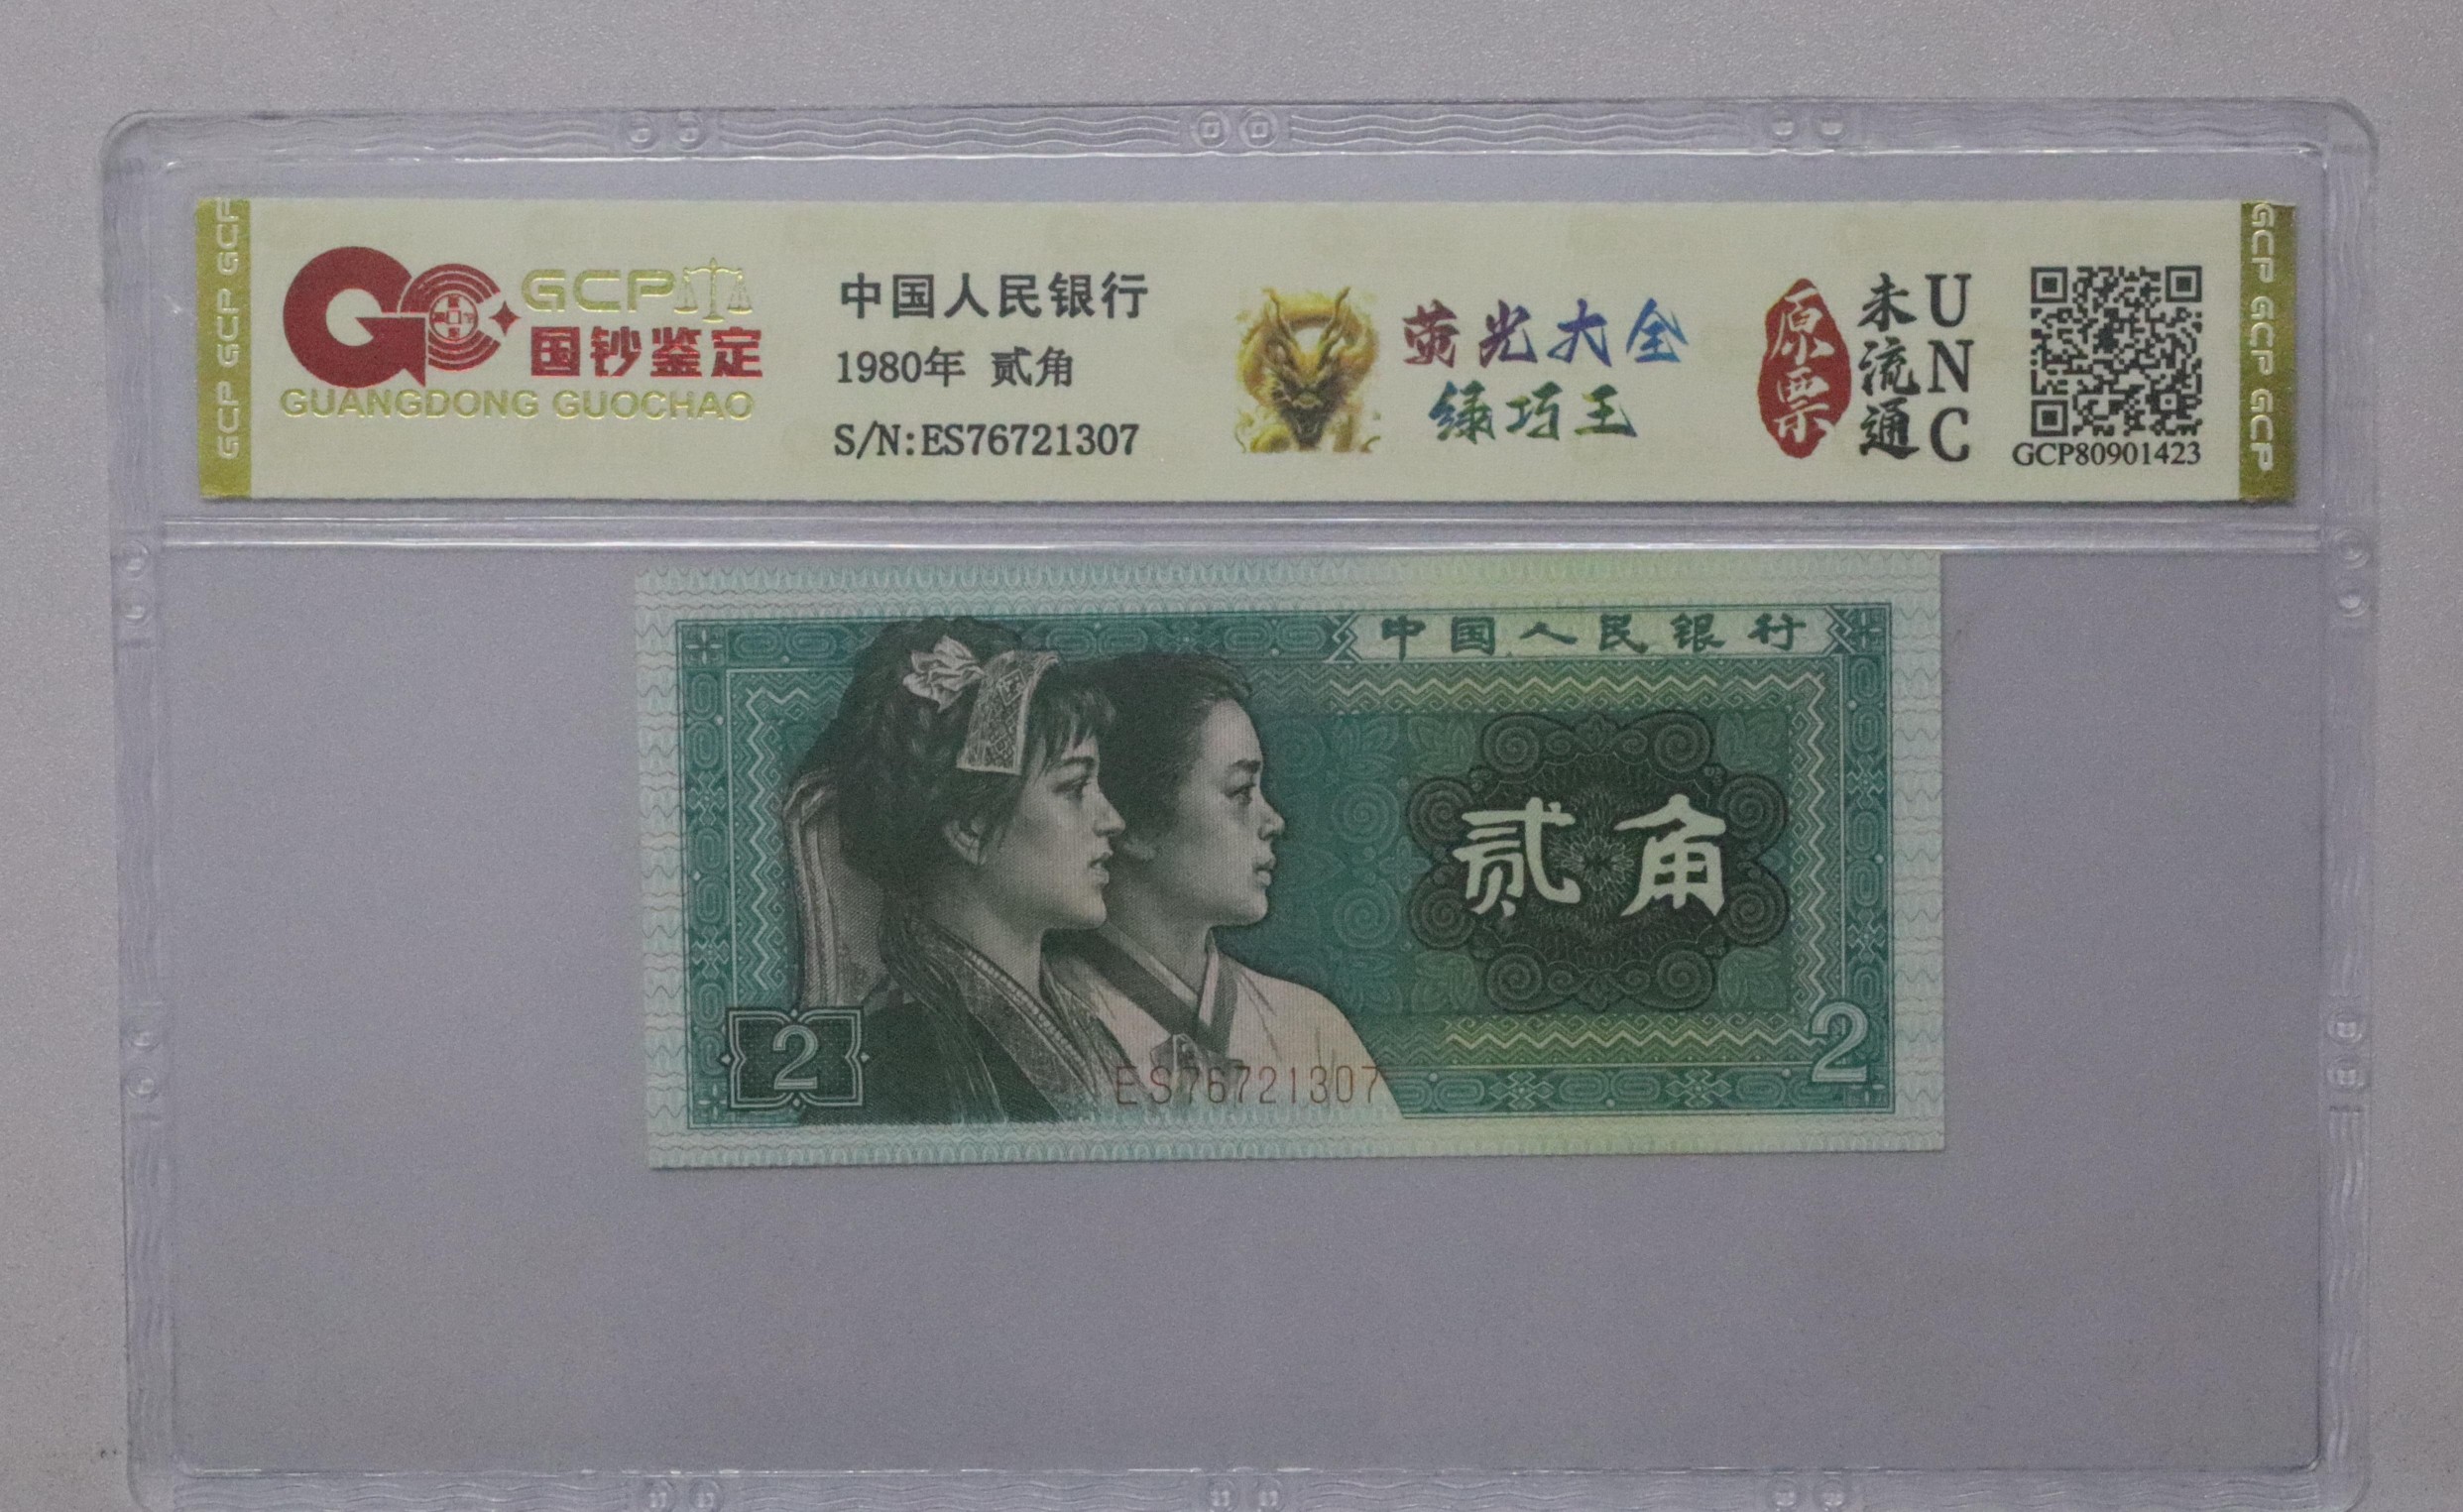 GCP GCP GCP
GCP
国钞鉴定
GUANGDONG GUOCHAO
中国人民银行
1980年 贰角
S/N:ES76721307
荧光大全
绿巧王
原票
未流通
UNC
GCP80901423
GCP GCP GCP
中国人民银行
贰角
2
2
ES76721307